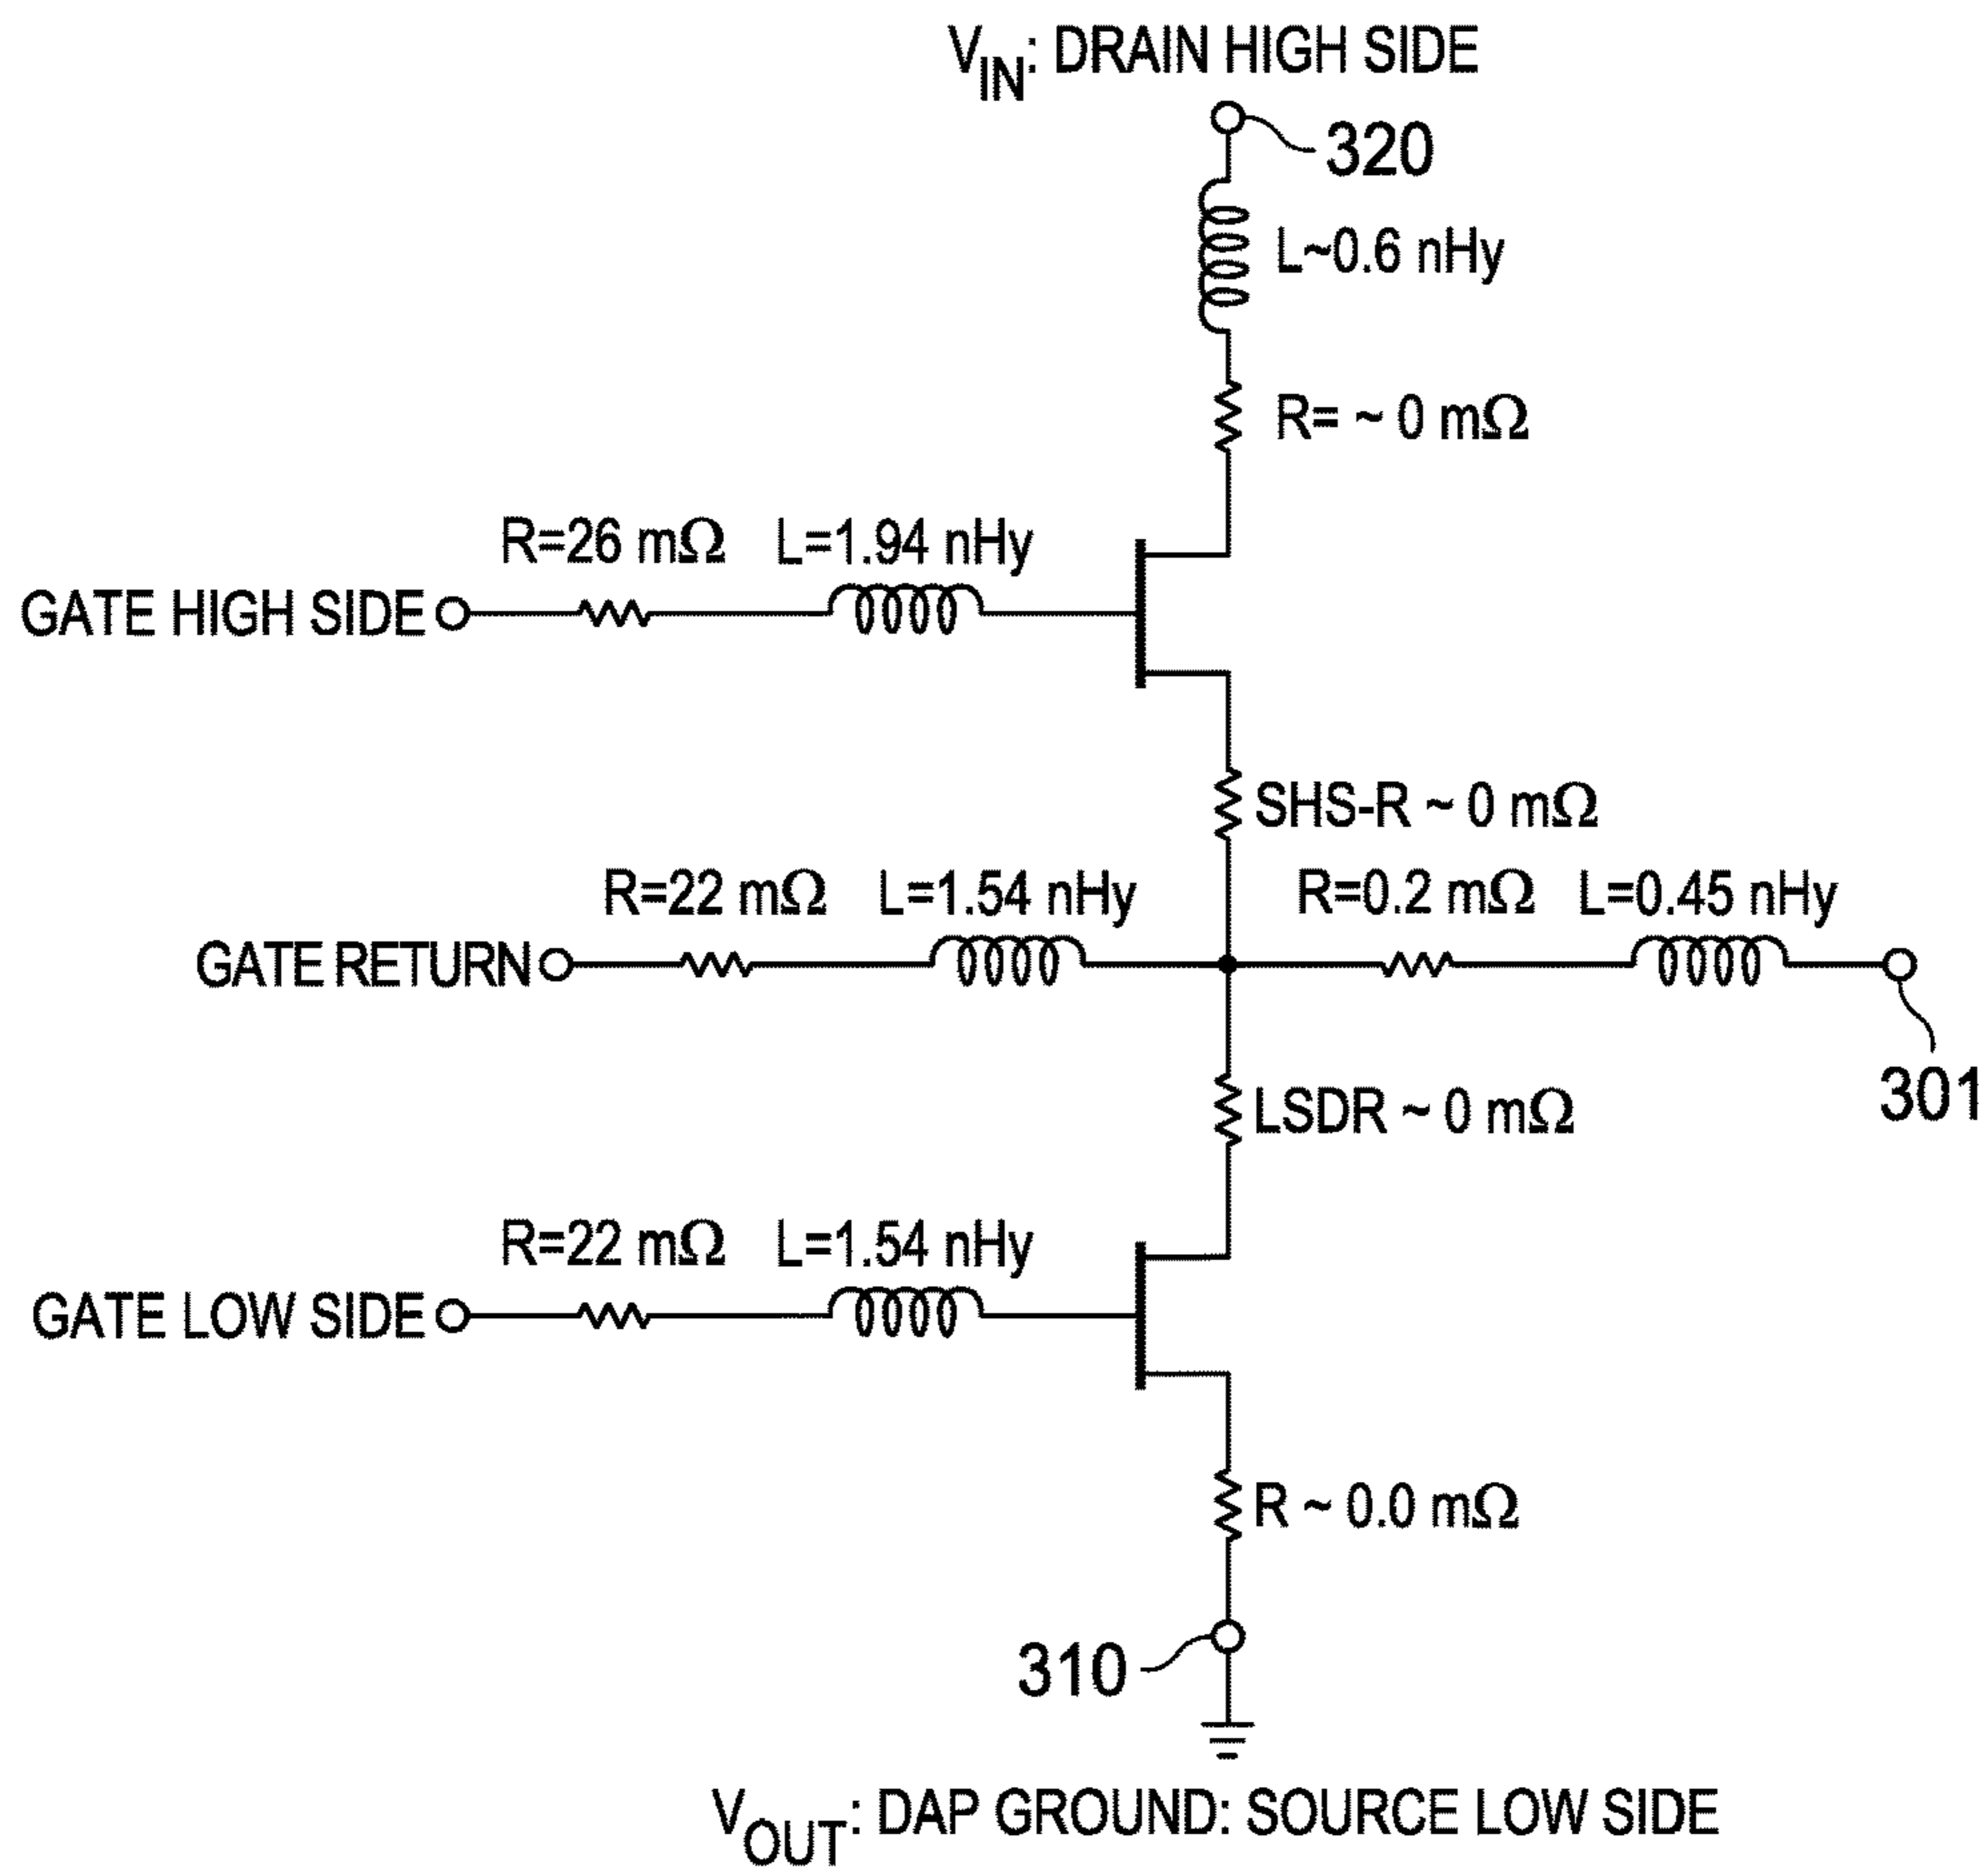 V_IN: DRAIN HIGH SIDE
320
L~0.6 nHy
R= ~ 0 mΩ
R=26 mΩ L=1.94 nHy
GATE HIGH SIDE
SHS-R ~ 0 mΩ
R=22 mΩ L=1.54 nHy R=0.2 mΩ L=0.45 nHy
GATE RETURN
301
LSDR ~ 0 mΩ
R=22 mΩ L=1.54 nHy
GATE LOW SIDE
R ~ 0.0 mΩ
310
V_OUT: DAP GROUND: SOURCE LOW SIDE